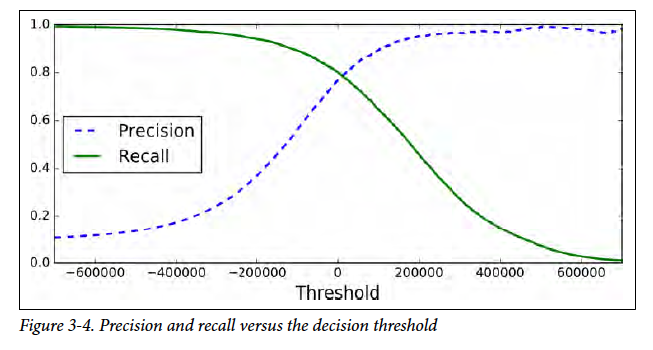 1.0
0.8
0.6
0.4
0.2
0.0
Precision
Recall
−600000 −400000 −200000 0 200000 400000 600000
Threshold
Figure 3-4. Precision and recall versus the decision threshold